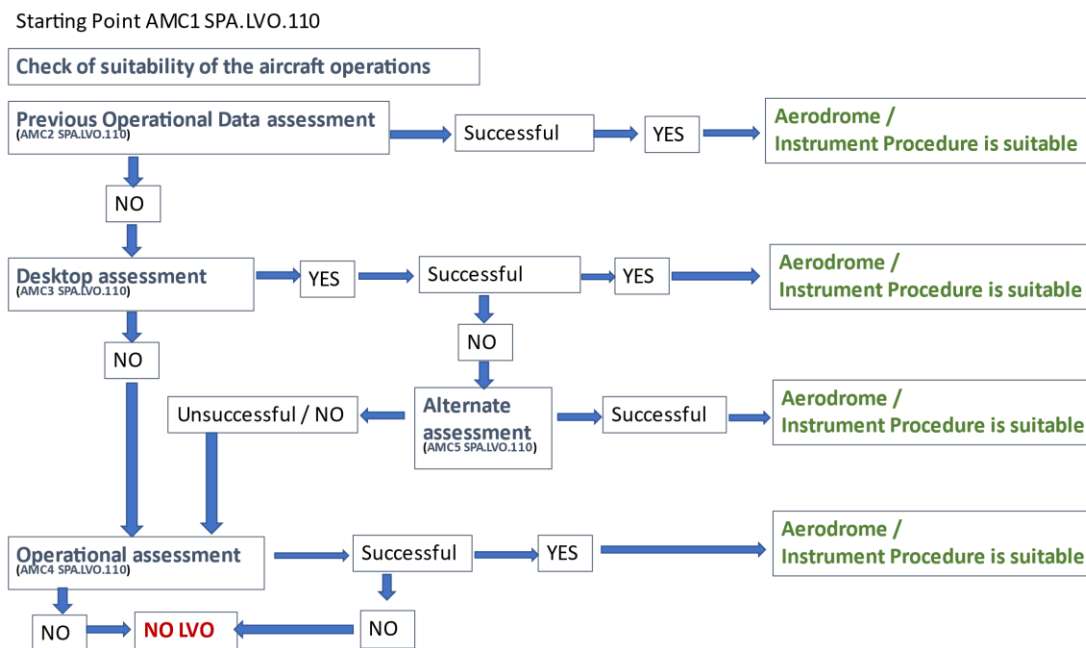 Starting Point AMC1 SPA.LVO.110
Check of suitability of the aircraft operations
Previous Operational Data assessment
(AMC2 SPA.LVO.110)
Successful
YES
Aerodrome /
Instrument Procedure is suitable
NO
Desktop assessment
(AMC3 SPA.LVO.110)
YES
Successful
YES
Aerodrome /
Instrument Procedure is suitable
NO
NO
Unsuccessful / NO
Alternate
assessment
(AMC5 SPA.LVO.110)
Successful
Aerodrome /
Instrument Procedure is suitable
Operational assessment
(AMC4 SPA.LVO.110)
Successful
YES
Aerodrome /
Instrument Procedure is suitable
NO
NO LVO
NO